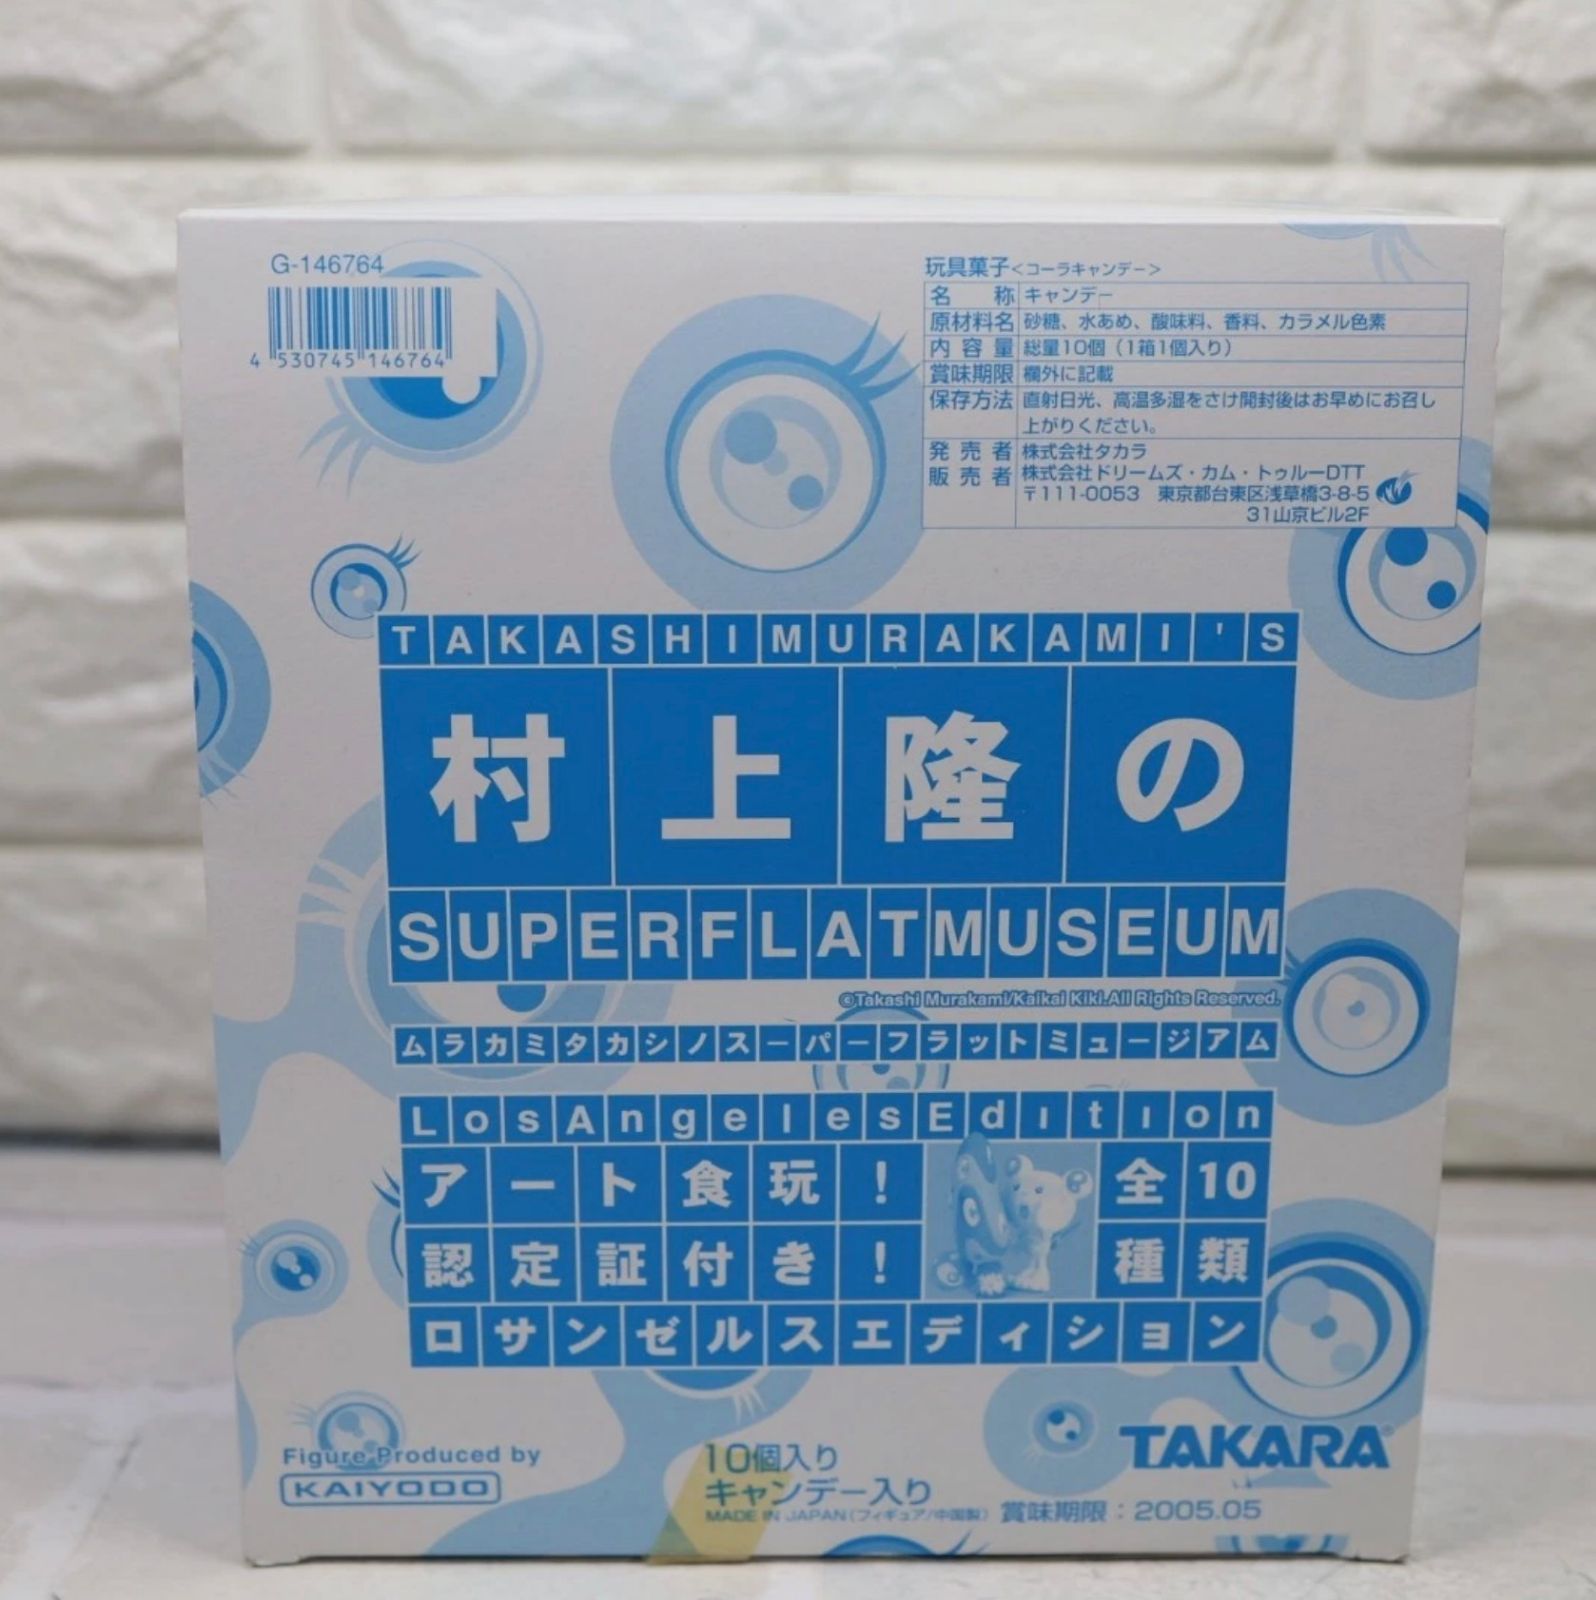 G-146764
4 530745 146764
玩具菓子<コーラキャンデー>
名 称 キャンデー
原材料名 砂糖、水あめ、酸味料、香料、カラメル色素
内容量 総量10個（1箱1個入り）
賞味期限 欄外に記載
保存方法 直射日光、高温多湿をさけ開封後はお早めにお召し
上がりください。
発売者 株式会社タカラ
販売者 株式会社ドリームズ・カム・トゥルーDTT
〒111-0053 東京都台東区浅草橋3-8-5
31山京ビル2F
TAKASHIMURAKAMI'S
村上隆の
SUPERFLATMUSEUM
©Takashi Murakami/Kaikai Kiki.All Rights Reserved.
ムラカミタカシノスーパーフラットミュージアム
LosAngelesEdition
アート食玩！ 全10
認定証付き！ 種類
ロサンゼルスエディション
Figure Produced by
KAIYODO
10個入り
キャンデー入り
MADE IN JAPAN（フィギュア/中国製） 賞味期限：2005.05
TAKARA